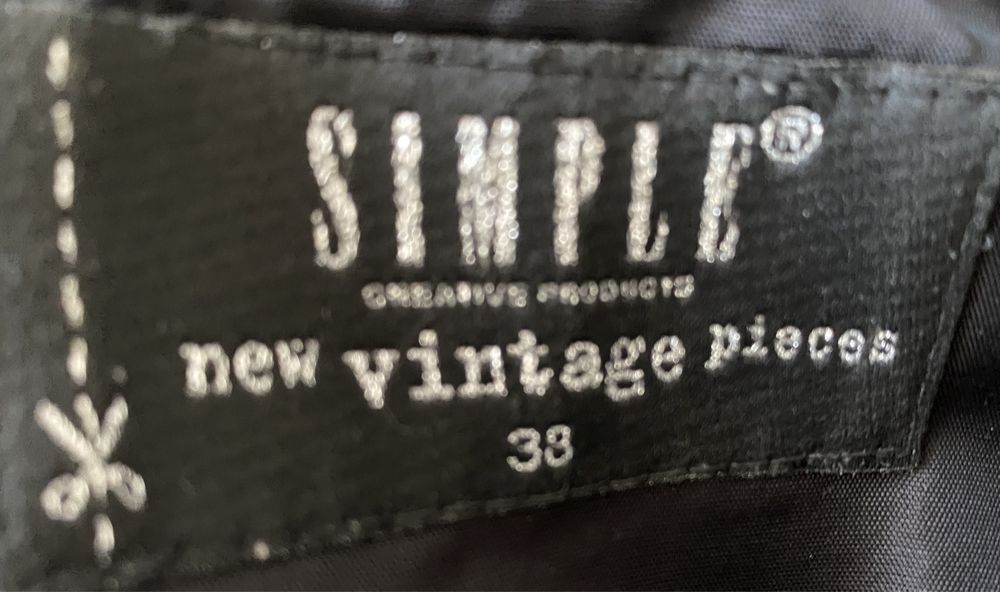 SIMPLE®
CREATIVE PRODUCTS
new vintage pieces
38